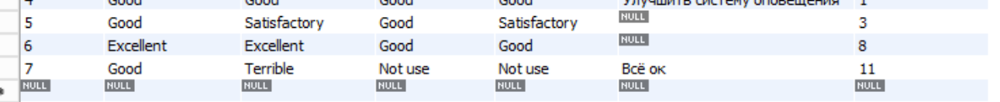 4 Good Good Good Good Улучшить систему оповещения 1
5 Good Satisfactory Good Satisfactory NULL 3
6 Excellent Excellent Good Good NULL 8
7 Good Terrible Not use Not use Всё ок 11
NULL NULL NULL NULL NULL NULL NULL